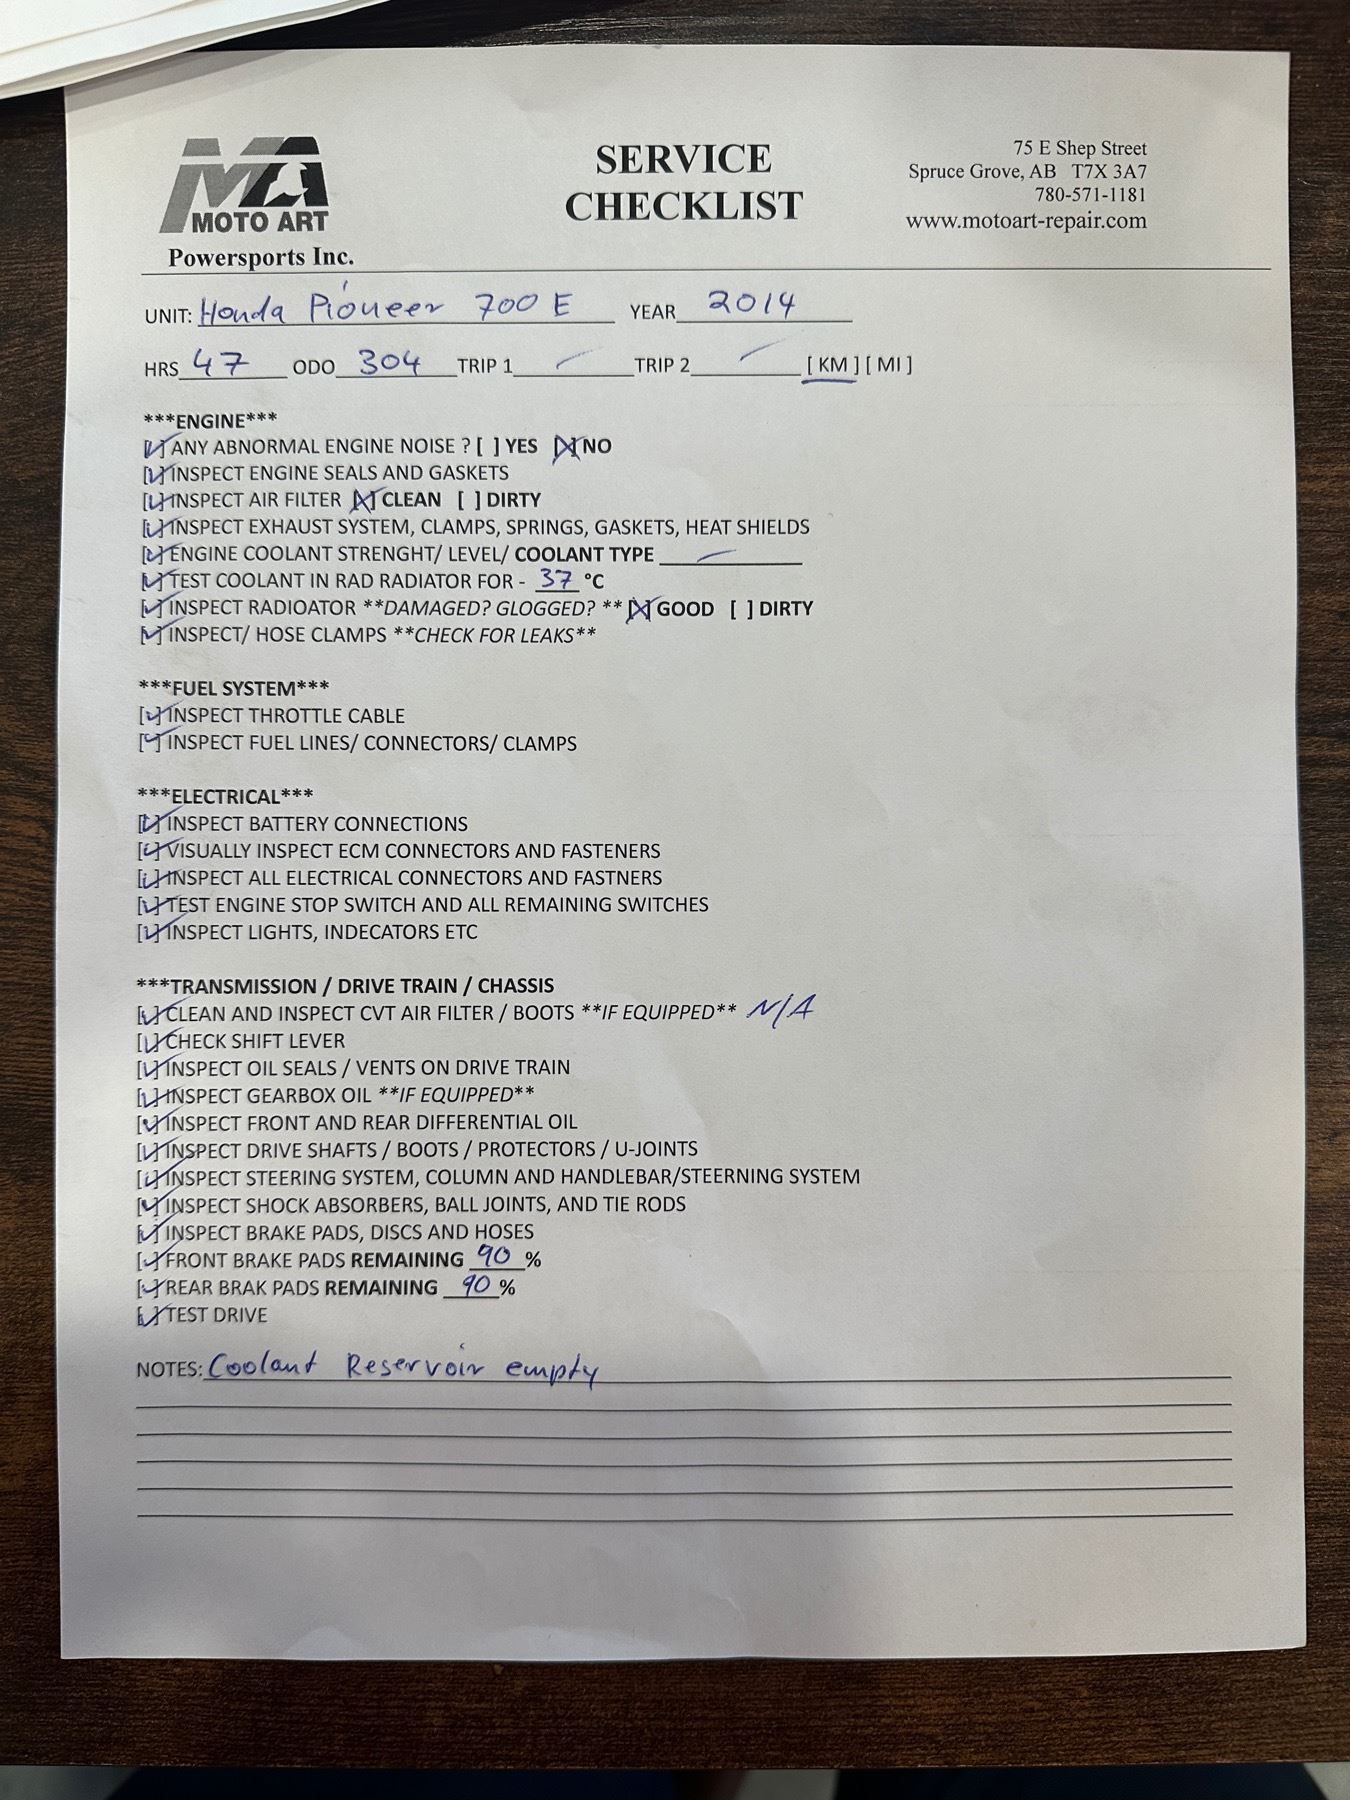 MA
MOTO ART
Powersports Inc.
SERVICE
CHECKLIST
75 E Shep Street
Spruce Grove, AB T7X 3A7
780-571-1181
www.motoart-repair.com
UNIT: Honda Pioneer 700 E YEAR 2014
HRS 47 ODO 304 TRIP 1 — TRIP 2 — [ KM ] [ MI ]
***ENGINE***
[✓] ANY ABNORMAL ENGINE NOISE ? [ ] YES [X] NO
[✓] INSPECT ENGINE SEALS AND GASKETS
[✓] INSPECT AIR FILTER [X] CLEAN [ ] DIRTY
[✓] INSPECT EXHAUST SYSTEM, CLAMPS, SPRINGS, GASKETS, HEAT SHIELDS
[✓] ENGINE COOLANT STRENGHT/ LEVEL/ COOLANT TYPE —
[✓] TEST COOLANT IN RAD RADIATOR FOR - 37 °C
[✓] INSPECT RADIOATOR **DAMAGED? GLOGGED? ** [X] GOOD [ ] DIRTY
[✓] INSPECT/ HOSE CLAMPS **CHECK FOR LEAKS**
***FUEL SYSTEM***
[✓] INSPECT THROTTLE CABLE
[✓] INSPECT FUEL LINES/ CONNECTORS/ CLAMPS
***ELECTRICAL***
[✓] INSPECT BATTERY CONNECTIONS
[✓] VISUALLY INSPECT ECM CONNECTORS AND FASTENERS
[✓] INSPECT ALL ELECTRICAL CONNECTORS AND FASTNERS
[✓] TEST ENGINE STOP SWITCH AND ALL REMAINING SWITCHES
[✓] INSPECT LIGHTS, INDECATORS ETC
***TRANSMISSION / DRIVE TRAIN / CHASSIS
[✓] CLEAN AND INSPECT CVT AIR FILTER / BOOTS **IF EQUIPPED** N/A
[✓] CHECK SHIFT LEVER
[✓] INSPECT OIL SEALS / VENTS ON DRIVE TRAIN
[✓] INSPECT GEARBOX OIL **IF EQUIPPED**
[✓] INSPECT FRONT AND REAR DIFFERENTIAL OIL
[✓] INSPECT DRIVE SHAFTS / BOOTS / PROTECTORS / U-JOINTS
[✓] INSPECT STEERING SYSTEM, COLUMN AND HANDLEBAR/STEERNING SYSTEM
[✓] INSPECT SHOCK ABSORBERS, BALL JOINTS, AND TIE RODS
[✓] INSPECT BRAKE PADS, DISCS AND HOSES
[✓] FRONT BRAKE PADS REMAINING 90 %
[✓] REAR BRAK PADS REMAINING 90 %
[✓] TEST DRIVE
NOTES: Coolant Reservoir empty